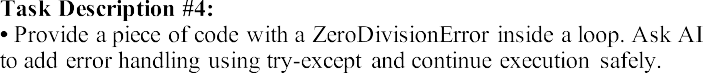 Task Description #4:
• Provide a piece of code with a ZeroDivisionError inside a loop. Ask AI
to add error handling using try-except and continue execution safely.